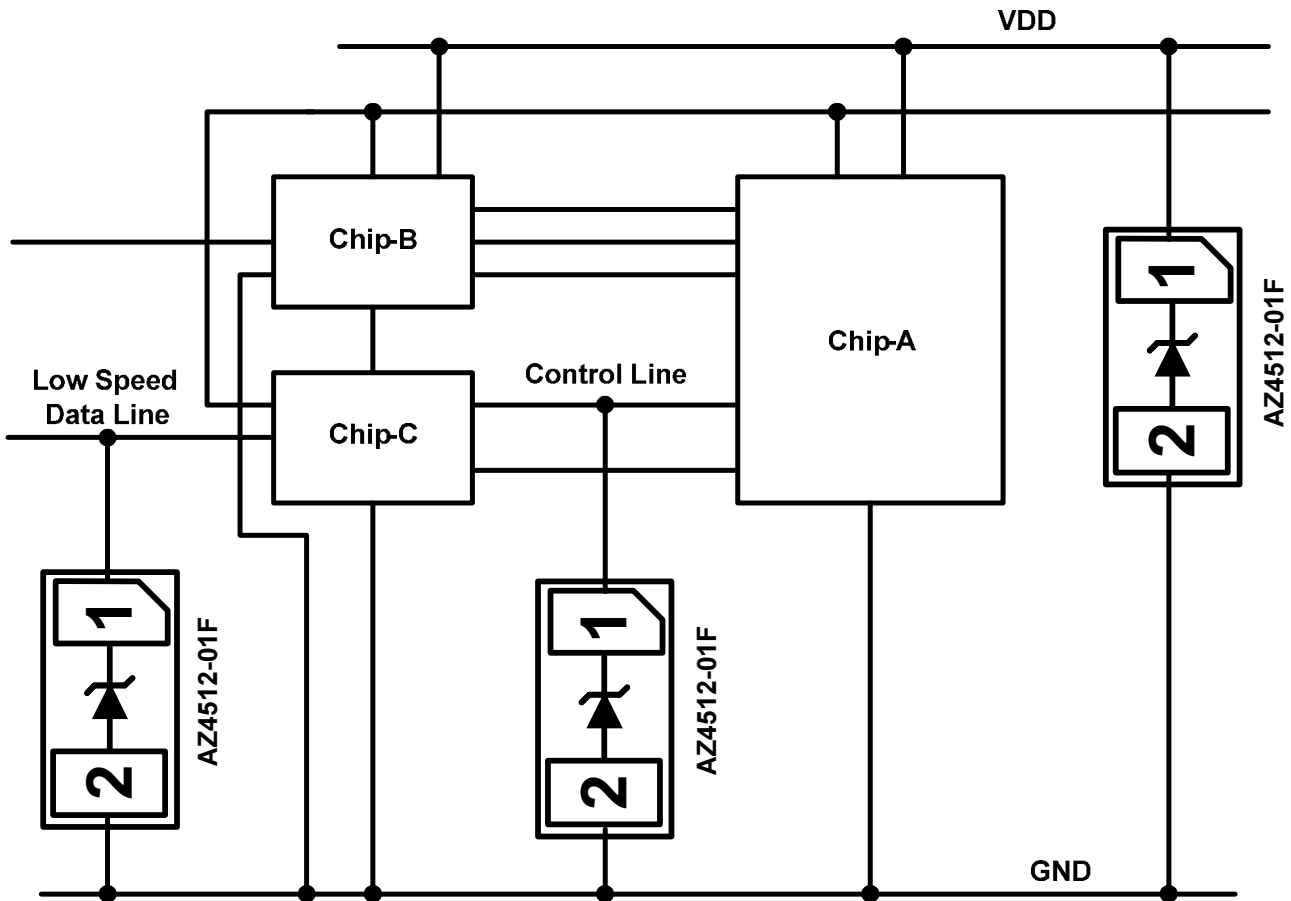 VDD
Chip-B
Chip-A
Control Line
Low Speed
Data Line
Chip-C
1
2
AZ4512-01F
1
2
AZ4512-01F
1
2
AZ4512-01F
GND